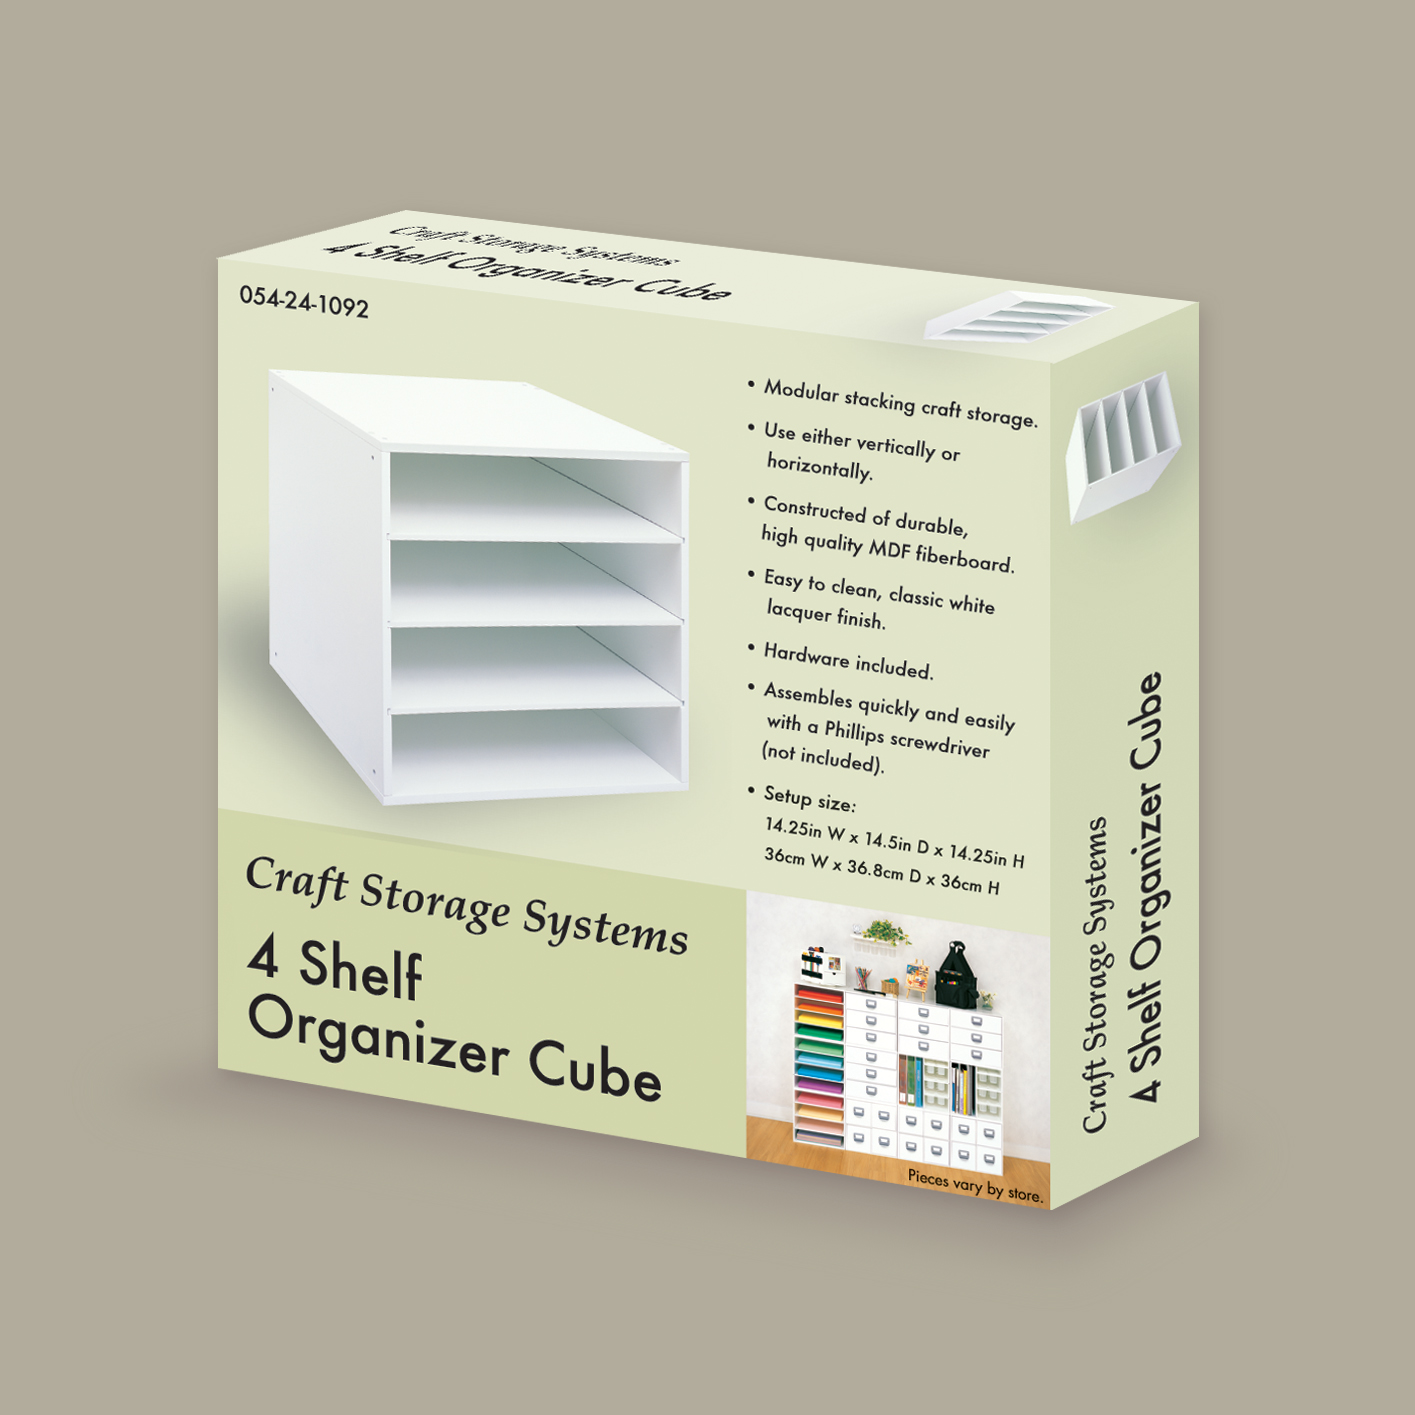 Craft Storage Systems
4 Shelf Organizer Cube
054-24-1092
• Modular stacking craft storage.
• Use either vertically or
horizontally.
• Constructed of durable,
high quality MDF fiberboard.
• Easy to clean, classic white
lacquer finish.
• Hardware included.
• Assembles quickly and easily
with a Phillips screwdriver
(not included).
• Setup size:
14.25in W x 14.5in D x 14.25in H
36cm W x 36.8cm D x 36cm H
Craft Storage Systems
4 Shelf
Organizer Cube
Pieces vary by store.
Craft Storage Systems
4 Shelf Organizer Cube